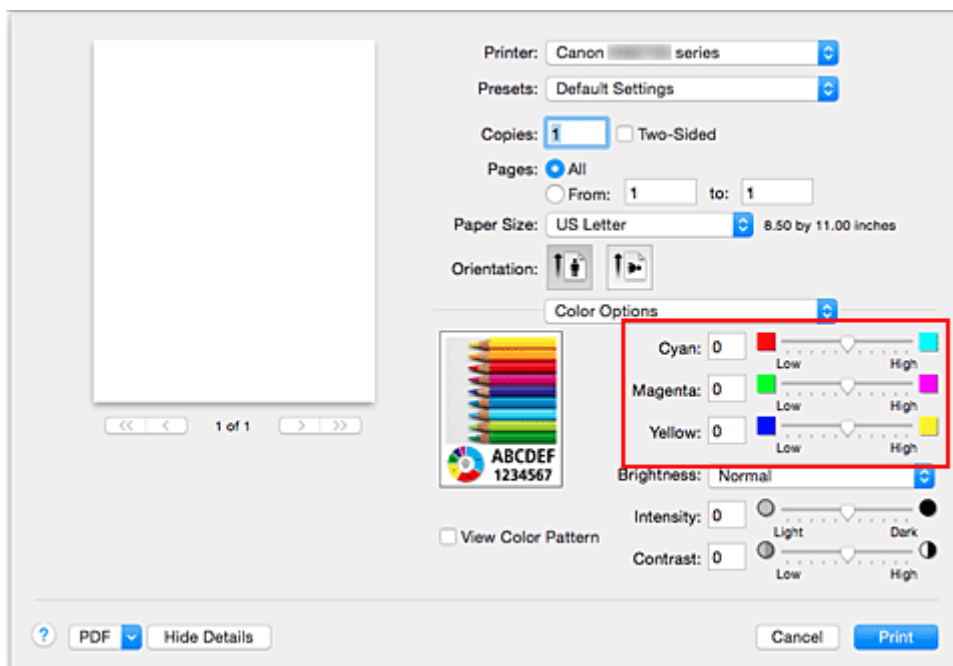 Printer: Canon series
Presets: Default Settings
Copies: 1 Two-Sided
Pages: All
From: 1 to: 1
Paper Size: US Letter 8.50 by 11.00 inches
Orientation:
Color Options
Cyan: 0
Low High
Magenta: 0
Low High
Yellow: 0
Low High
ABCDEF
1234567
Brightness: Normal
Intensity: 0
Light Dark
View Color Pattern
Contrast: 0
Low High
1 of 1
? PDF Hide Details Cancel Print